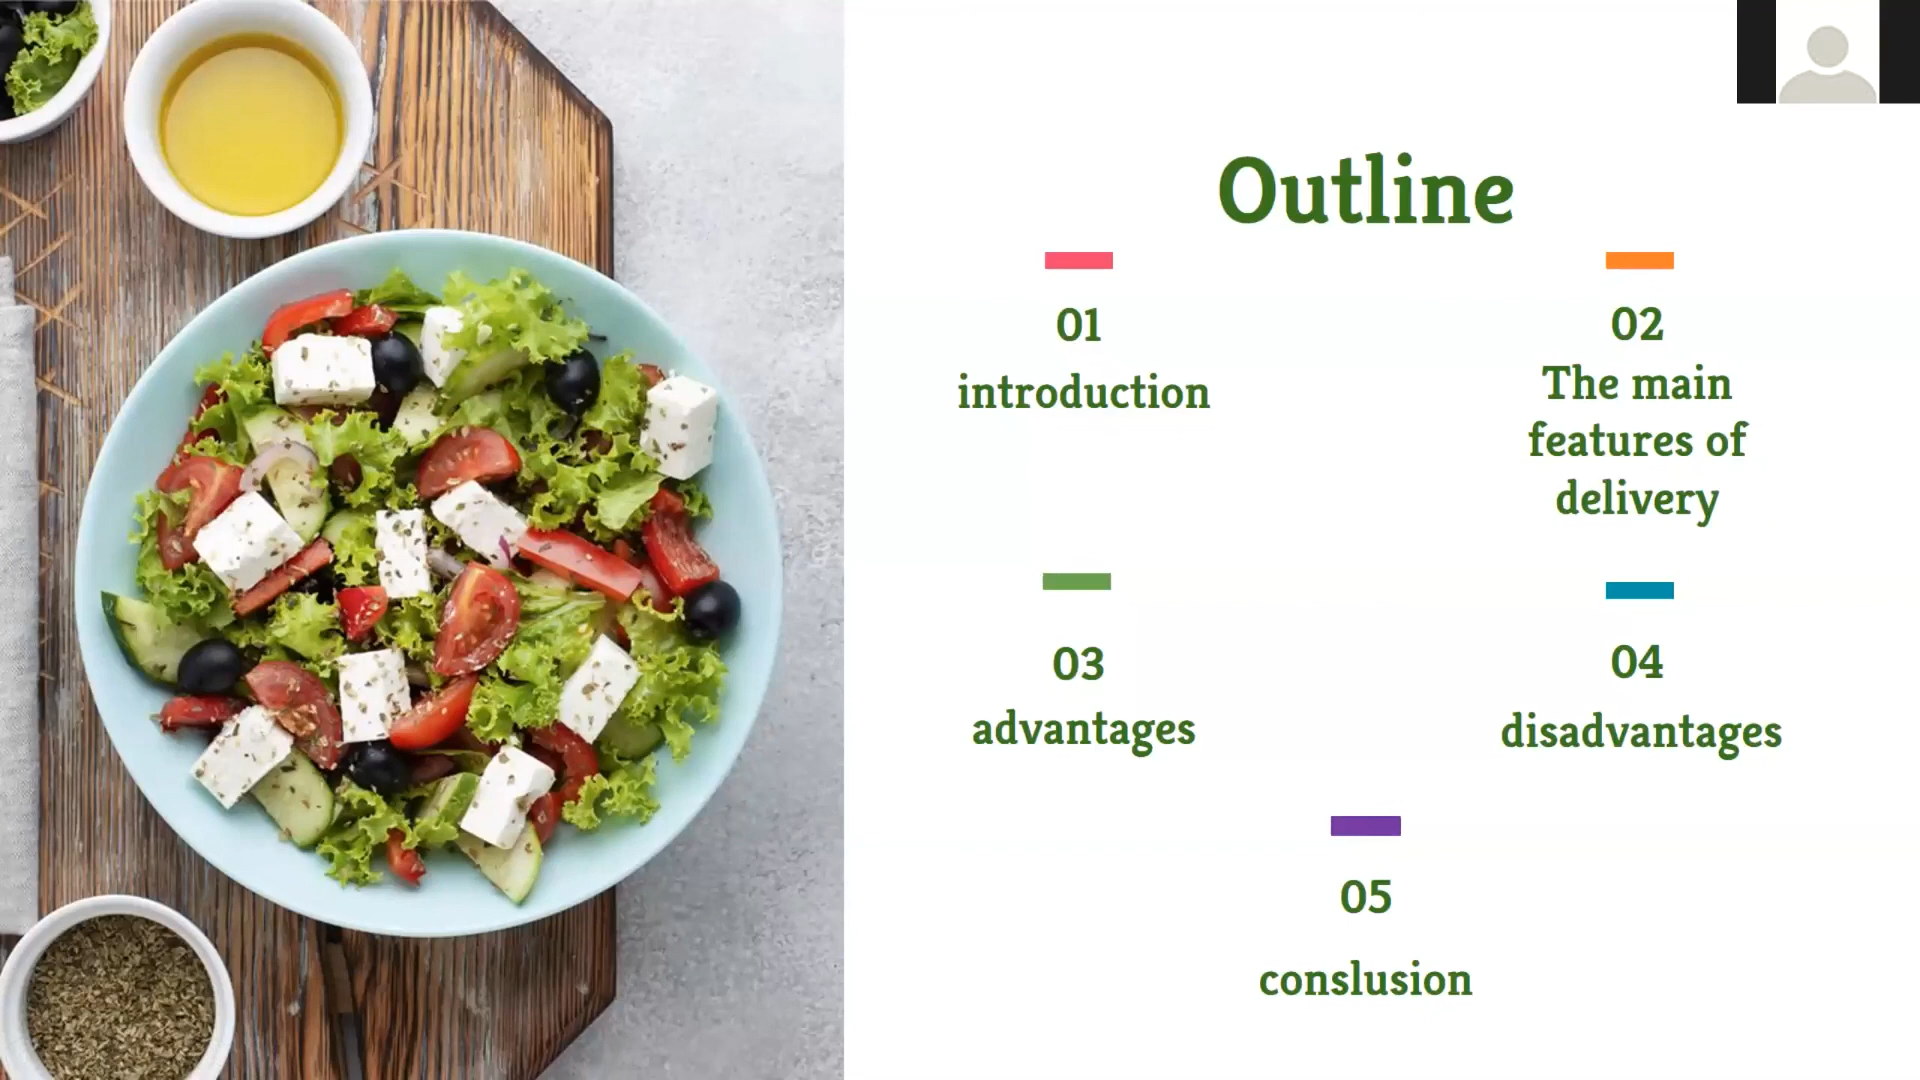 Outline
01
introduction
02
The main
features of
delivery
03
advantages
04
disadvantages
05
conslusion